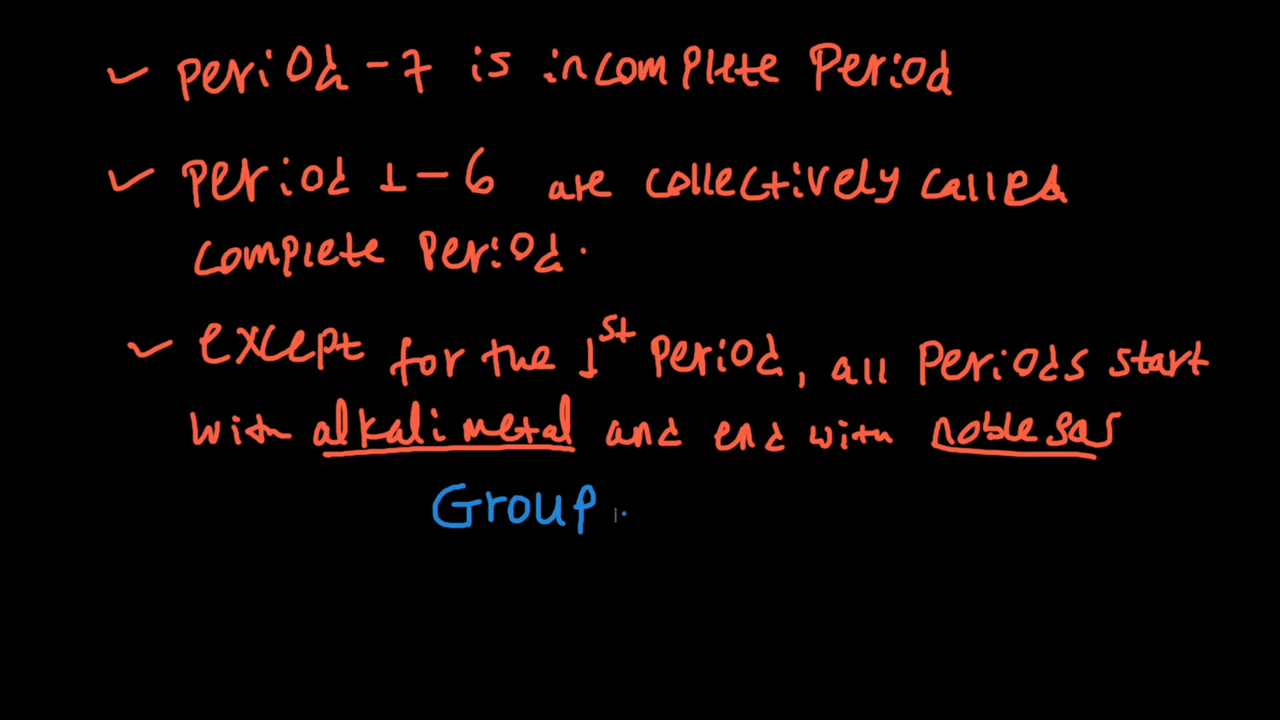 ✓ period - 7 is incomplete period
✓ period 1 - 6 are collectively called
complete period.
✓ except for the 1st period, all periods start
with alkali metal and end with noble gas
Group.